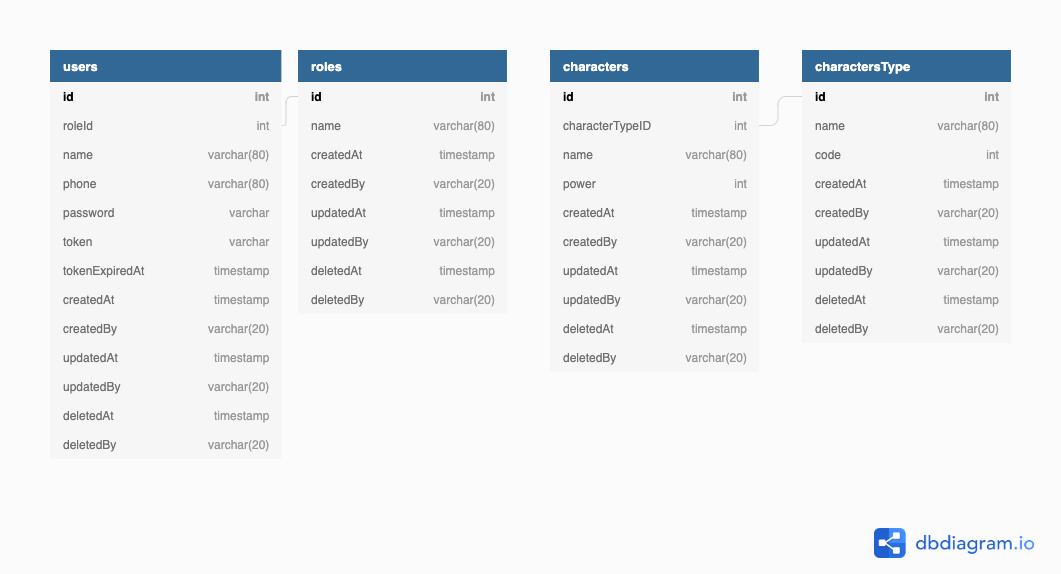 users
id int
roleId int
name varchar(80)
phone varchar(80)
password varchar
token varchar
tokenExpiredAt timestamp
createdAt timestamp
createdBy varchar(20)
updatedAt timestamp
updatedBy varchar(20)
deletedAt timestamp
deletedBy varchar(20)
roles
id int
name varchar(80)
createdAt timestamp
createdBy varchar(20)
updatedAt timestamp
updatedBy varchar(20)
deletedAt timestamp
deletedBy varchar(20)
characters
id int
characterTypeID int
name varchar(80)
power int
createdAt timestamp
createdBy varchar(20)
updatedAt timestamp
updatedBy varchar(20)
deletedAt timestamp
deletedBy varchar(20)
charactersType
id int
name varchar(80)
code int
createdAt timestamp
createdBy varchar(20)
updatedAt timestamp
updatedBy varchar(20)
deletedAt timestamp
deletedBy varchar(20)
dbdiagram.io